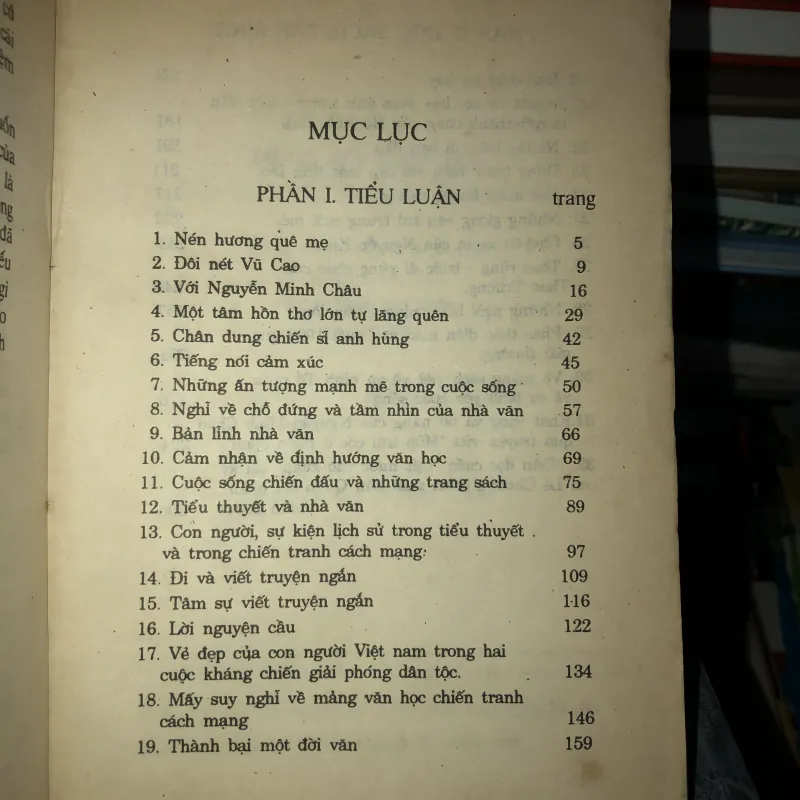 MỤC LỤC
PHẦN I. TIỂU LUẬN trang
1. Nén hương quê mẹ 5
2. Đôi nét Vũ Cao 9
3. Với Nguyễn Minh Châu 16
4. Một tâm hồn thơ lớn tự lãng quên 29
5. Chân dung chiến sĩ anh hùng 42
6. Tiếng nói cảm xúc 45
7. Những ấn tượng mạnh mẽ trong cuộc sống 50
8. Nghĩ về chỗ đứng và tầm nhìn của nhà văn 57
9. Bản lĩnh nhà văn 66
10. Cảm nhận về định hướng văn học 69
11. Cuộc sống chiến đấu và những trang sách 75
12. Tiểu thuyết và nhà văn 89
13. Con người, sự kiện lịch sử trong tiểu thuyết
và trong chiến tranh cách mạng 97
14. Đi và viết truyện ngắn 109
15. Tâm sự viết truyện ngắn 116
16. Lời nguyện cầu 122
17. Vẻ đẹp của con người Việt nam trong hai
cuộc kháng chiến giải phóng dân tộc. 134
18. Mấy suy nghĩ về mảng văn học chiến tranh
cách mạng 146
19. Thành bại một đời văn 159